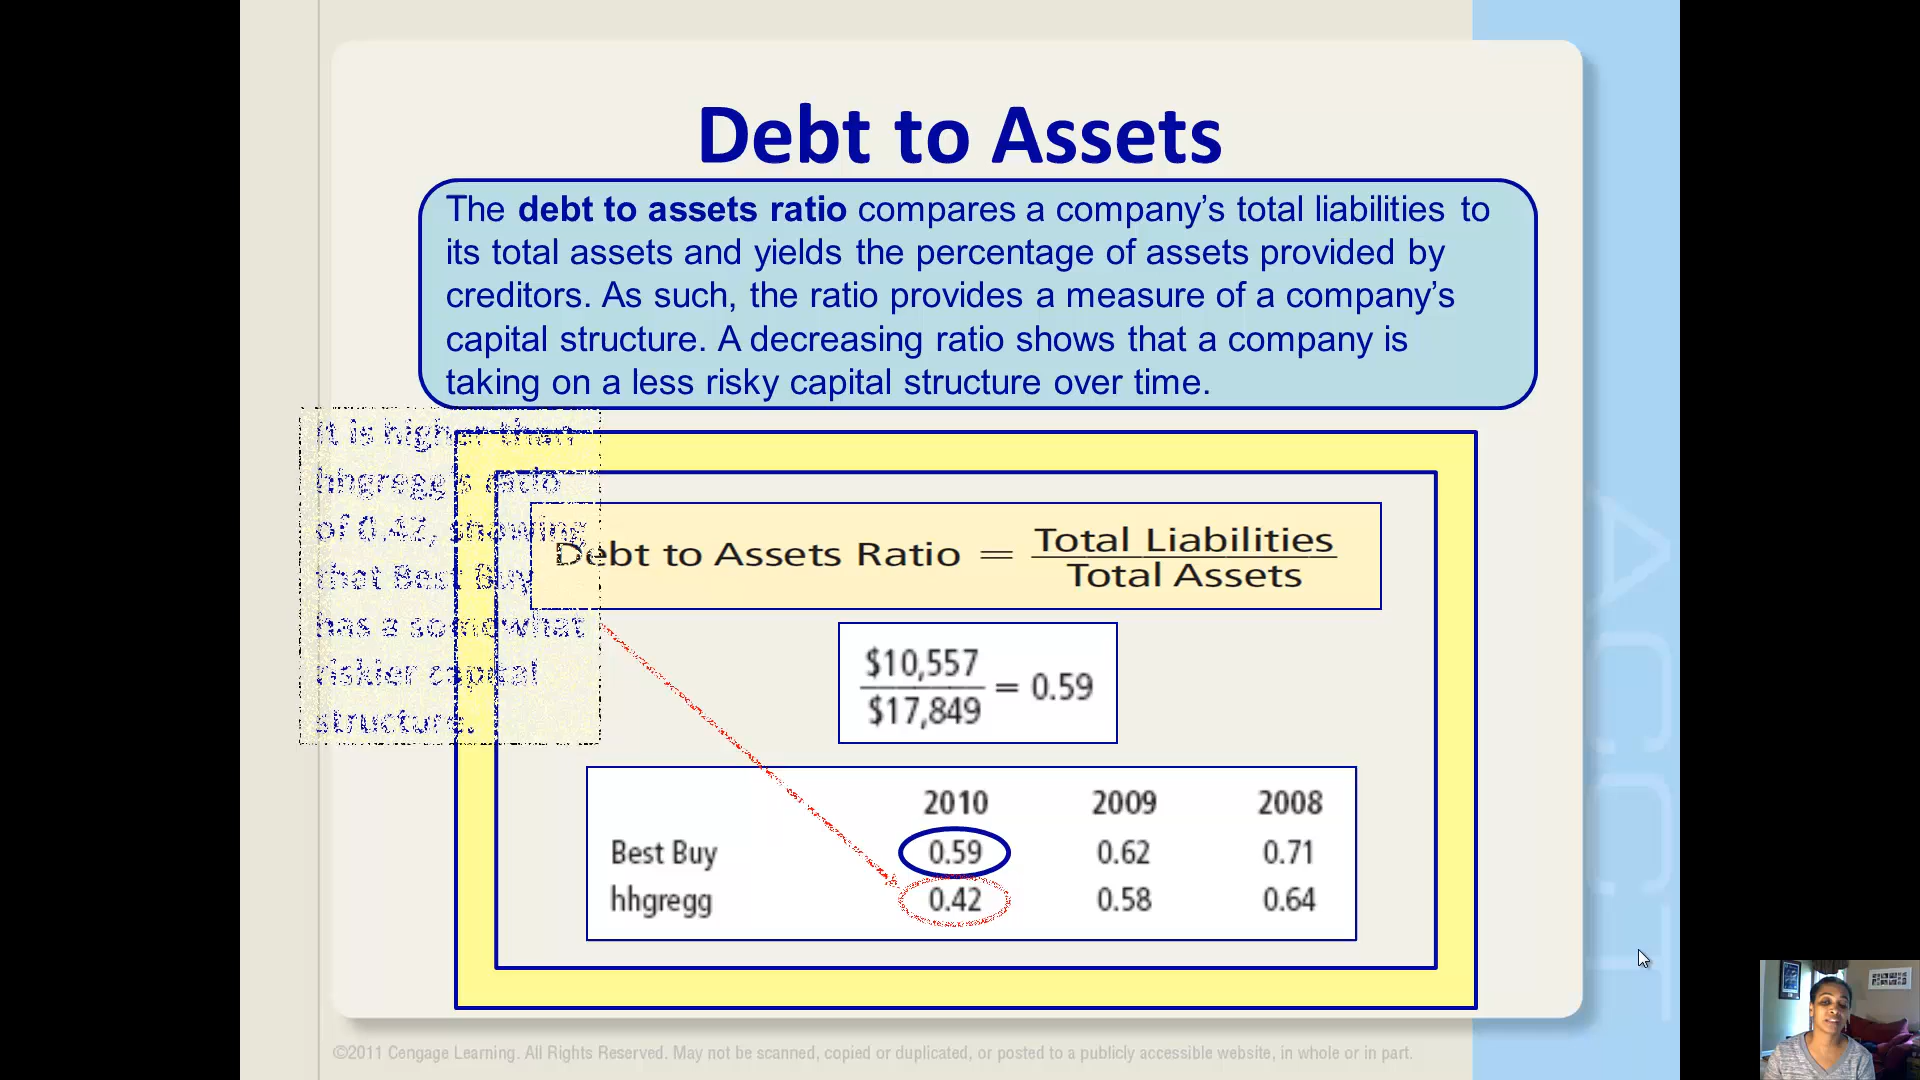 Debt to Assets
The debt to assets ratio compares a company’s total liabilities to
its total assets and yields the percentage of assets provided by
creditors. As such, the ratio provides a measure of a company’s
capital structure. A decreasing ratio shows that a company is
taking on a less risky capital structure over time.
It is higher than
hhgregg's ratio
of 0.42, showing
that Best Buy
has a somewhat
riskier capital
structure.
Debt to Assets Ratio = Total Liabilities
Total Assets
$10,557
= 0.59
$17,849
2010 2009 2008
Best Buy 0.59 0.62 0.71
hhgregg 0.42 0.58 0.64
ACCT
©2011 Cengage Learning. All Rights Reserved. May not be scanned, copied or duplicated, or posted to a publicly accessible website, in whole or in part.